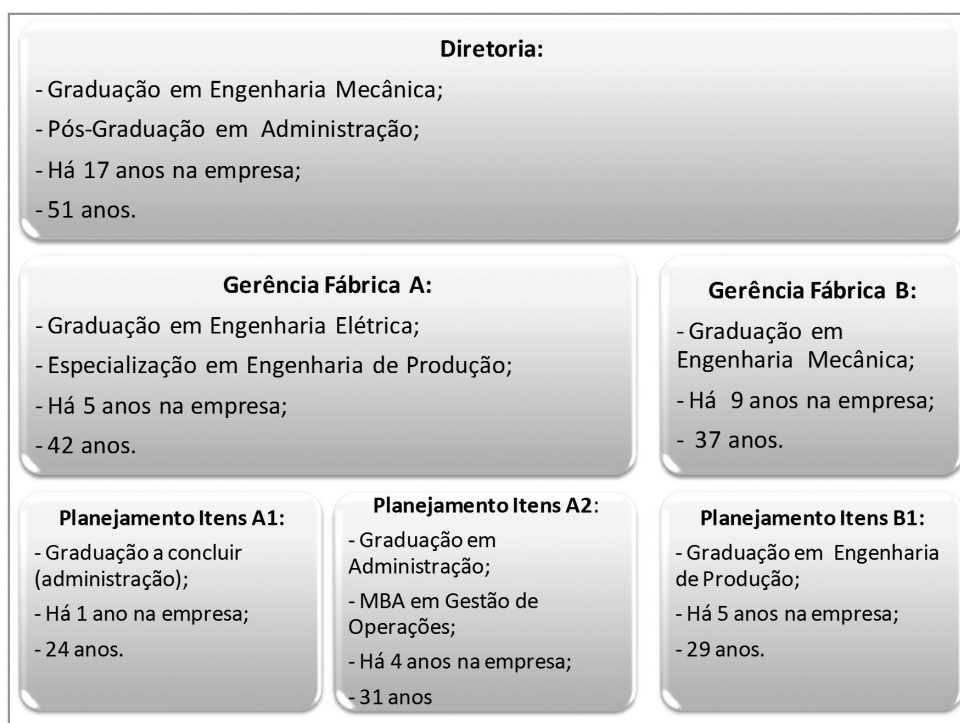 Diretoria:
- Graduação em Engenharia Mecânica;
- Pós-Graduação em Administração;
- Há 17 anos na empresa;
- 51 anos.
Gerência Fábrica A:
- Graduação em Engenharia Elétrica;
- Especialização em Engenharia de Produção;
- Há 5 anos na empresa;
- 42 anos.
Gerência Fábrica B:
- Graduação em
Engenharia Mecânica;
- Há 9 anos na empresa;
- 37 anos.
Planejamento Itens A1:
- Graduação a concluir
(administração);
- Há 1 ano na empresa;
- 24 anos.
Planejamento Itens A2:
- Graduação em
Administração;
- MBA em Gestão de
Operações;
- Há 4 anos na empresa;
- 31 anos
Planejamento Itens B1:
- Graduação em Engenharia
de Produção;
- Há 5 anos na empresa;
- 29 anos.